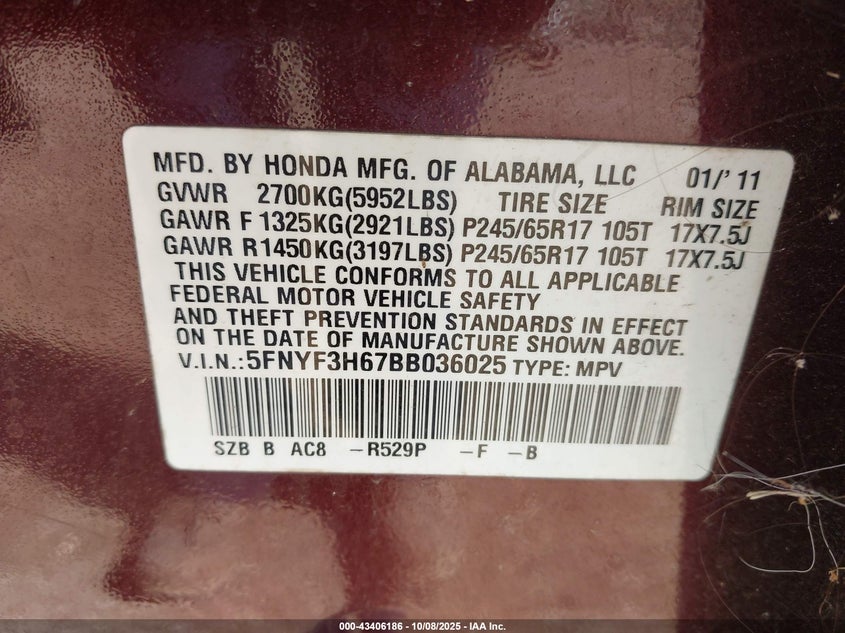 MFD. BY HONDA MFG. OF ALABAMA, LLC 01/'11
GVWR 2700KG(5952LBS) TIRE SIZE RIM SIZE
GAWR F 1325KG(2921LBS) P245/65R17 105T 17X7.5J
GAWR R1450KG(3197LBS) P245/65R17 105T 17X7.5J
THIS VEHICLE CONFORMS TO ALL APPLICABLE
FEDERAL MOTOR VEHICLE SAFETY
AND THEFT PREVENTION STANDARDS IN EFFECT
ON THE DATE OF MANUFACTURE SHOWN ABOVE.
V.I.N.:5FNYF3H67BB036025 TYPE: MPV
SZB B AC8 -R529P -F -B
000-43406186 - 10/08/2025 - IAA Inc.